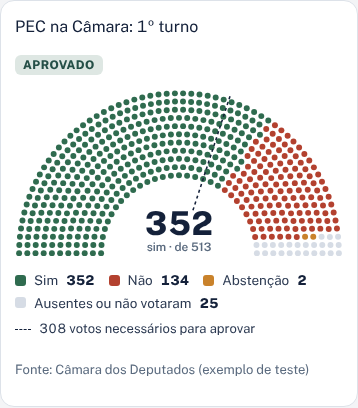 PEC na Câmara: 1º turno
APROVADO
352
sim · de 513
Sim 352 Não 134 Abstenção 2
Ausentes ou não votaram 25
308 votos necessários para aprovar
Fonte: Câmara dos Deputados (exemplo de teste)